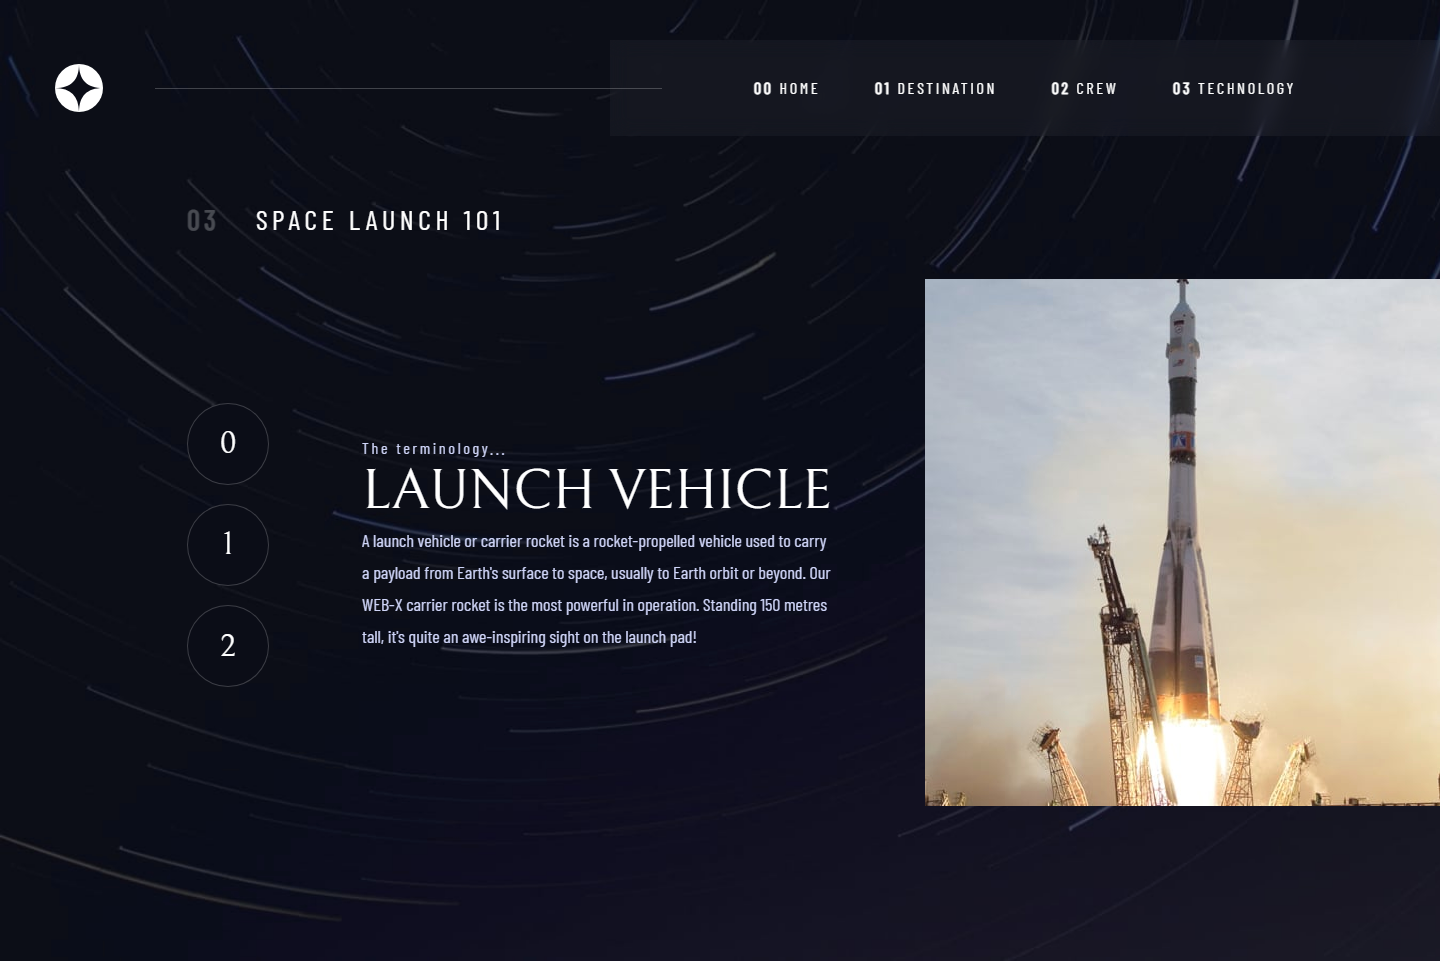 00 HOME 01 DESTINATION 02 CREW 03 TECHNOLOGY
03 SPACE LAUNCH 101
0
1
2
The terminology...
LAUNCH VEHICLE
A launch vehicle or carrier rocket is a rocket-propelled vehicle used to carry
a payload from Earth's surface to space, usually to Earth orbit or beyond. Our
WEB-X carrier rocket is the most powerful in operation. Standing 150 metres
tall, it's quite an awe-inspiring sight on the launch pad!